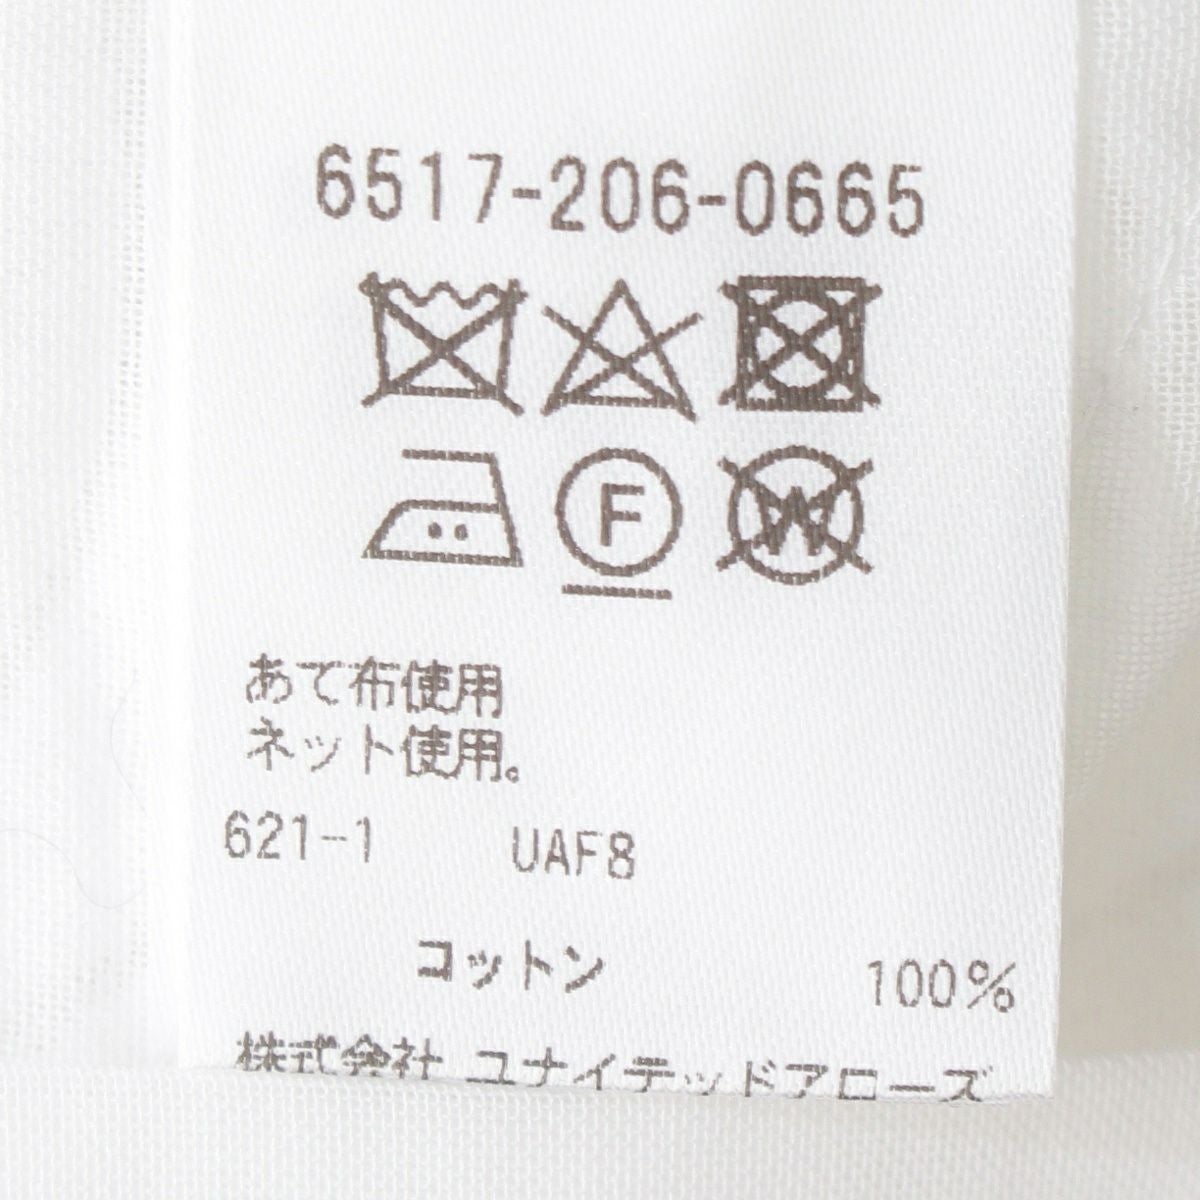 6517-206-0665
F W
あて布使用
ネット使用。
621-1 UAF8
コットン 100%
株式会社 ユナイテッドアローズ